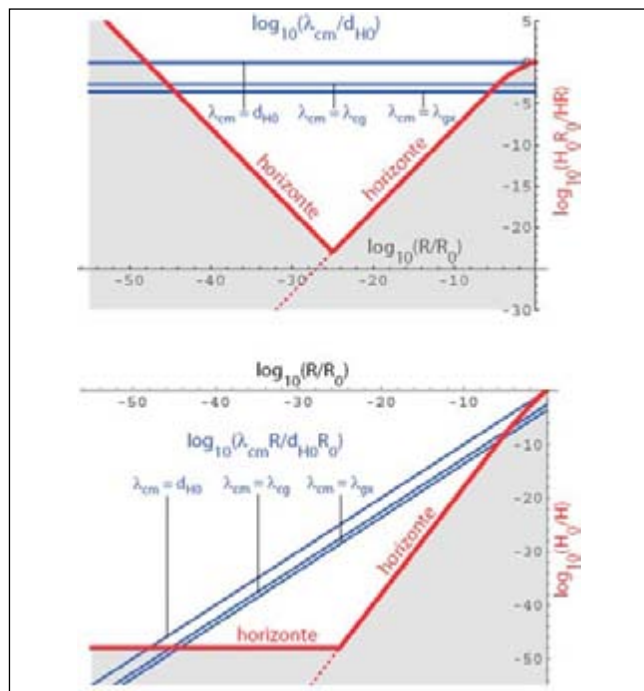 log₁₀(λcm/dH0)
5
-5
-10
-15
-20
-30
λcm = dH0 λcm = λcg λcm = λgx
horizonte horizonte
log₁₀(H₀R₀/HR)
log₁₀(R/R₀)
-50 -40 -30 -20 -10
log₁₀(R/R₀)
-50 -40 -30 -20 -10
log₁₀(λcmR/dH0R₀)
λcm = dH0 λcm = λcg λcm = λgx
-10
-20
-30
-40
-50
horizonte
horizonte
log₁₀(H₀/H)